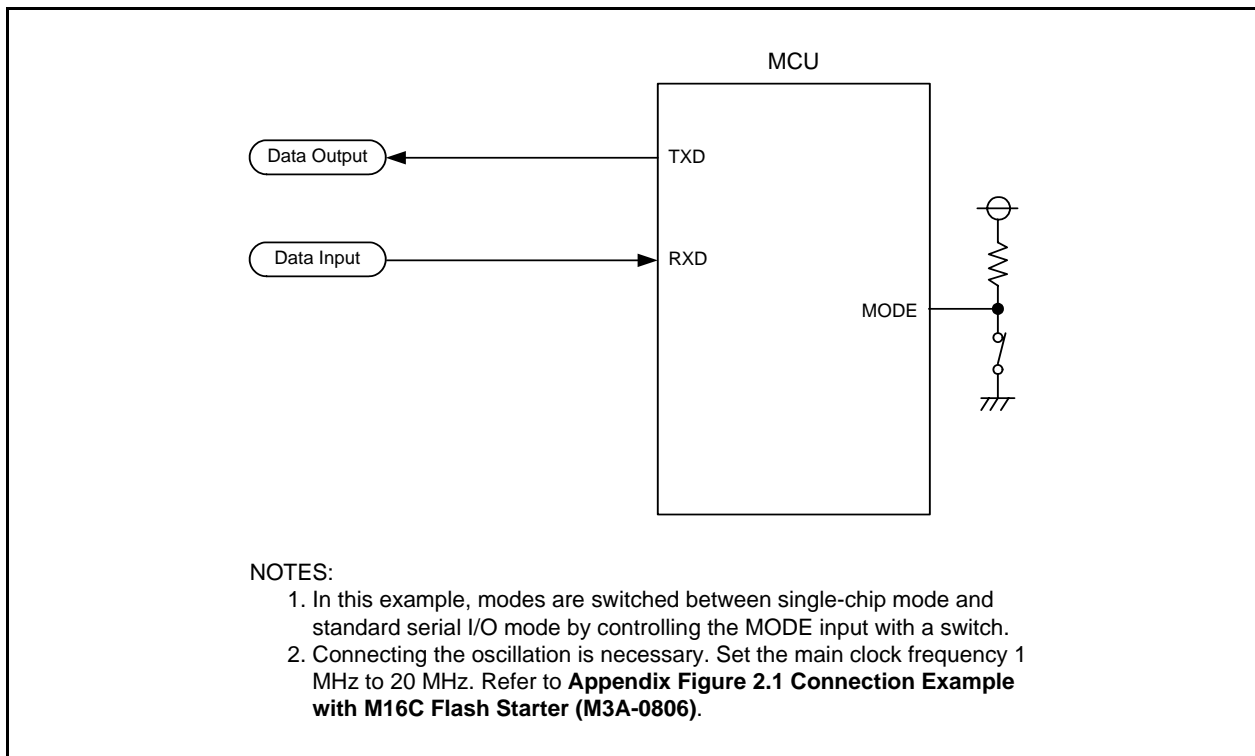 MCU
Data Output
TXD
Data Input
RXD
MODE
NOTES:
1. In this example, modes are switched between single-chip mode and
standard serial I/O mode by controlling the MODE input with a switch.
2. Connecting the oscillation is necessary. Set the main clock frequency 1
MHz to 20 MHz. Refer to Appendix Figure 2.1 Connection Example
with M16C Flash Starter (M3A-0806).